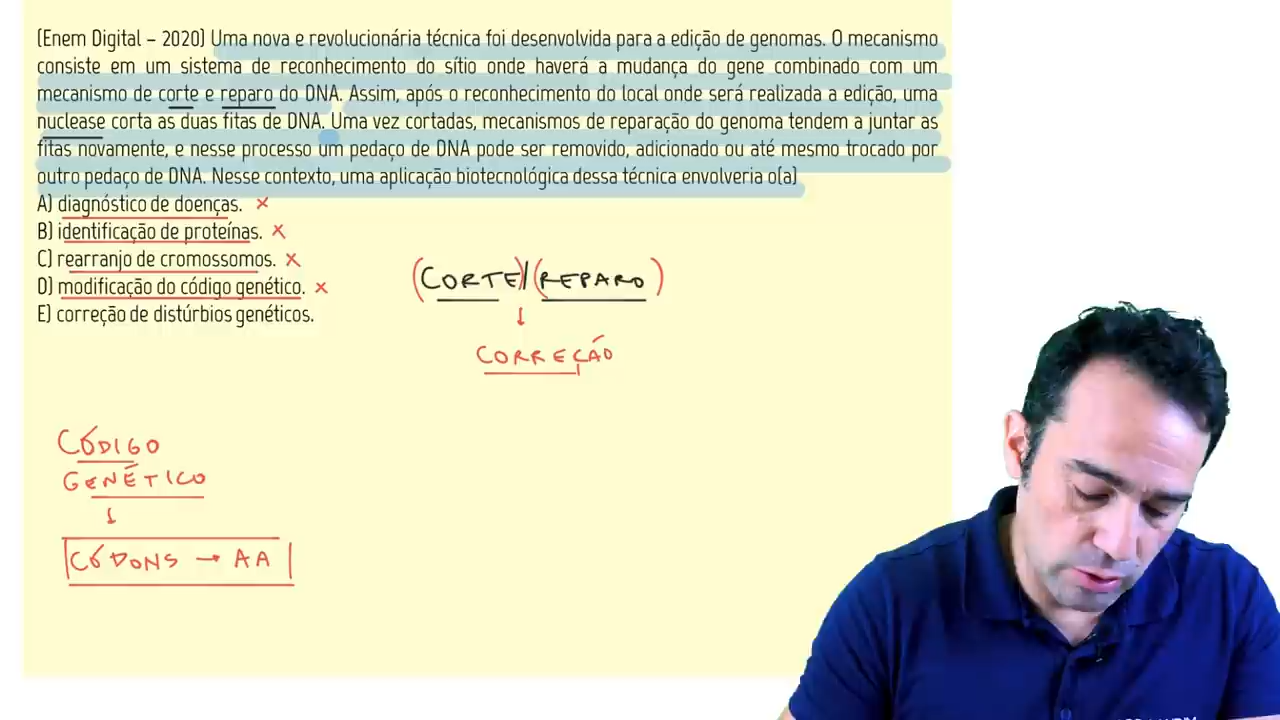 (Enem Digital – 2020) Uma nova e revolucionária técnica foi desenvolvida para a edição de genomas. O mecanismo
consiste em um sistema de reconhecimento do sítio onde haverá a mudança do gene combinado com um
mecanismo de corte e reparo do DNA. Assim, após o reconhecimento do local onde será realizada a edição, uma
nuclease corta as duas fitas de DNA. Uma vez cortadas, mecanismos de reparação do genoma tendem a juntar as
fitas novamente, e nesse processo um pedaço de DNA pode ser removido, adicionado ou até mesmo trocado por
outro pedaço de DNA. Nesse contexto, uma aplicação biotecnológica dessa técnica envolveria o(a)
A) diagnóstico de doenças. x
B) identificação de proteínas. x
C) rearranjo de cromossomos. x
D) modificação do código genético. x
E) correção de distúrbios genéticos.
(CORTE)/(REPARO)
↓
CORREÇÃO
CÓDIGO
GENÉTICO
↓
CÓDONS → AA